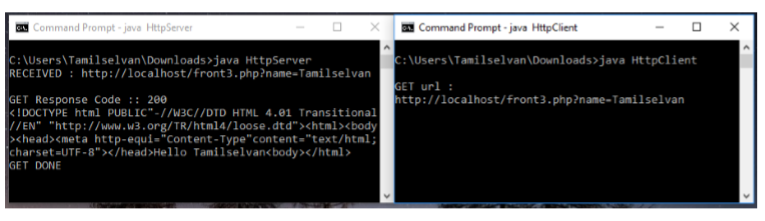 Command Prompt - java HttpServer
C:\Users\Tamilselvan\Downloads>java HttpServer
RECEIVED : http://localhost/front3.php?name=Tamilselvan
GET Response Code :: 200
<!DOCTYPE html PUBLIC"-//W3C//DTD HTML 4.01 Transitional
//EN" "http://www.w3.org/TR/html4/loose.dtd"><html><body
><head><meta http-equi="Content-Type"content="text/html;
charset=UTF-8"></head>Hello Tamilselvan<body></html>
GET DONE
Command Prompt - java HttpClient
C:\Users\Tamilselvan\Downloads>java HttpClient
GET url :
http://localhost/front3.php?name=Tamilselvan